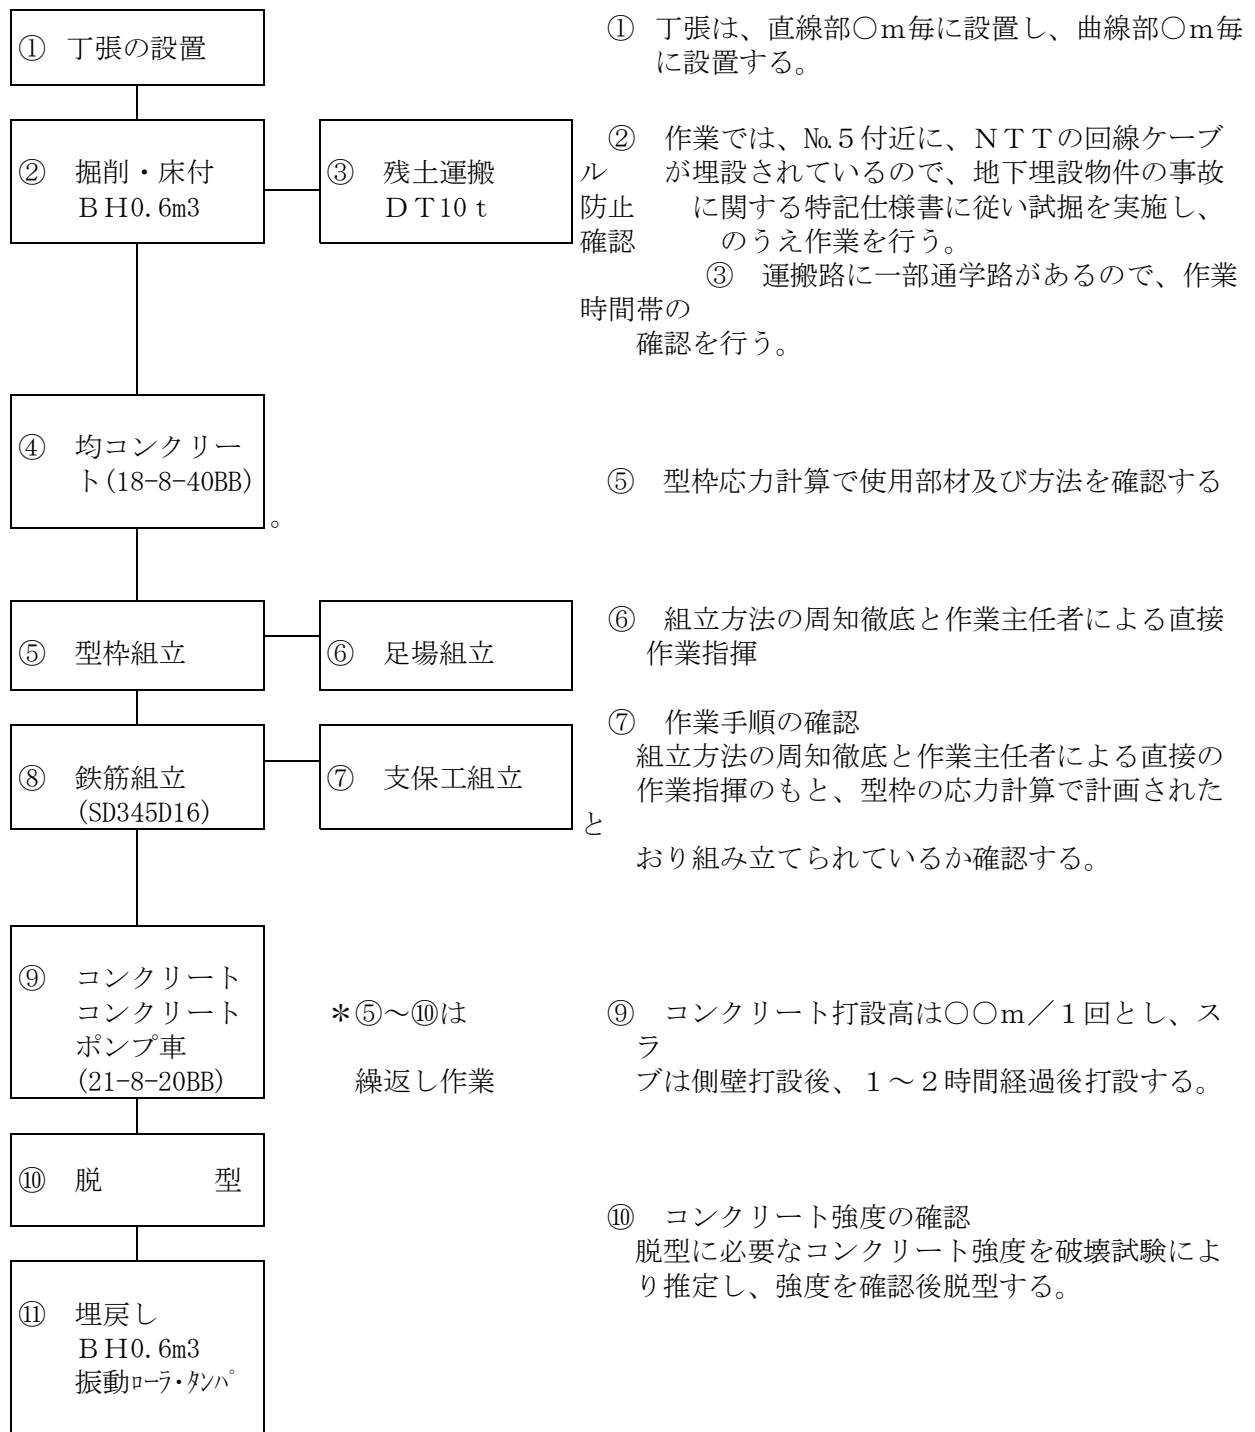 ① 丁張の設置
① 丁張は、直線部○ｍ毎に設置し、曲線部○ｍ毎
に設置する。
② 掘削・床付
ＢＨ0.6m3
③ 残土運搬
ＤＴ10ｔ
② 作業では、№５付近に、ＮＴＴの回線ケーブ
ル が埋設されているので、地下埋設物件の事故
防止 に関する特記仕様書に従い試掘を実施し、
確認 のうえ作業を行う。
③ 運搬路に一部通学路があるので、作業
時間帯の
確認を行う。
④ 均コンクリー
ト(18-8-40BB)
⑤ 型枠応力計算で使用部材及び方法を確認する
。
⑤ 型枠組立
⑥ 足場組立
⑥ 組立方法の周知徹底と作業主任者による直接
作業指揮
⑧ 鉄筋組立
(SD345D16)
⑦ 支保工組立
⑦ 作業手順の確認
組立方法の周知徹底と作業主任者による直接の
作業指揮のもと、型枠の応力計算で計画された
と
おり組み立てられているか確認する。
⑨ コンクリート
コンクリート
ポンプ車
(21-8-20BB)
＊⑤～⑩は
繰返し作業
⑨ コンクリート打設高は○○ｍ／１回とし、ス
ラ
ブは側壁打設後、１～２時間経過後打設する。
⑩ 脱 型
⑩ コンクリート強度の確認
脱型に必要なコンクリート強度を破壊試験によ
り推定し、強度を確認後脱型する。
⑪ 埋戻し
ＢＨ0.6m3
振動ﾛｰﾗ・ﾀﾝﾊﾟ